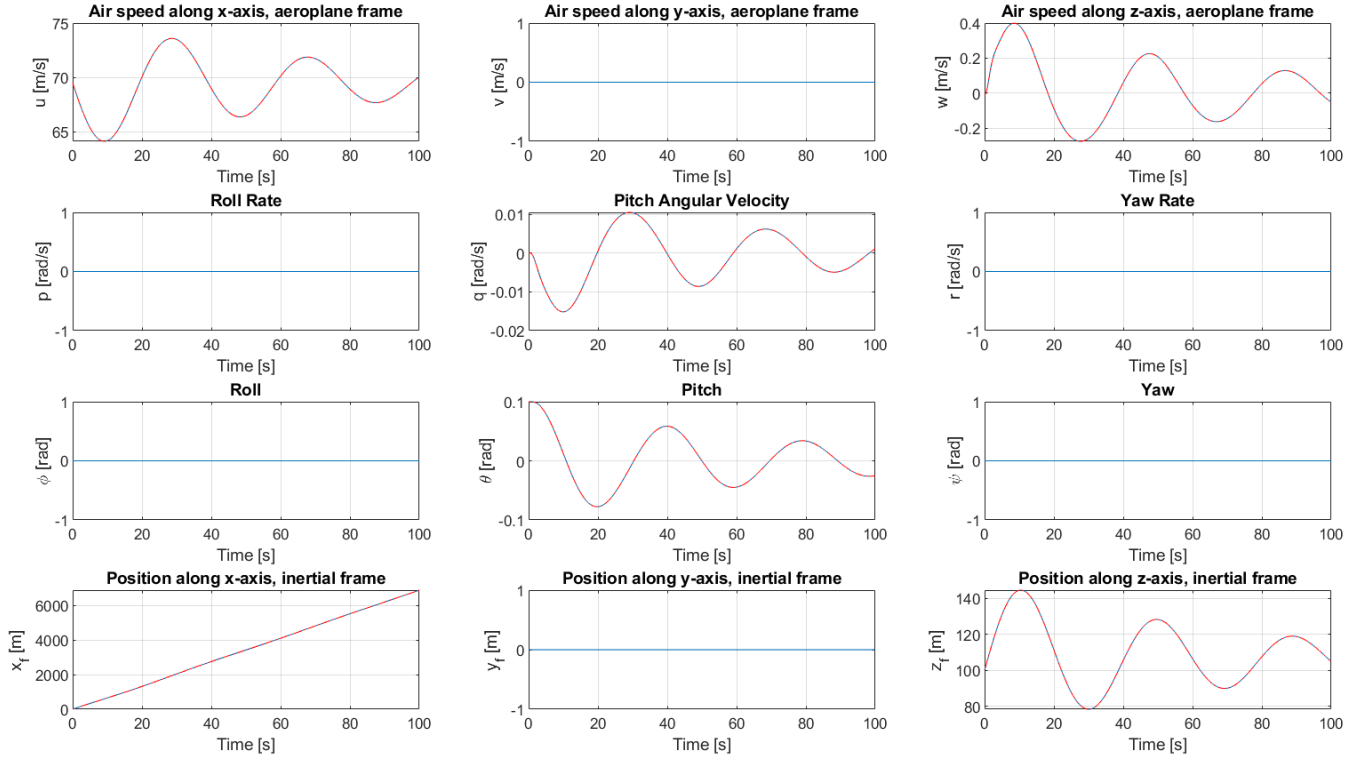 Air speed along x-axis, aeroplane frame
75
70
65
u [m/s]
0 20 40 60 80 100
Time [s]
Air speed along y-axis, aeroplane frame
1
0
-1
v [m/s]
0 20 40 60 80 100
Time [s]
Air speed along z-axis, aeroplane frame
0.4
0.2
0
-0.2
w [m/s]
0 20 40 60 80 100
Time [s]
Roll Rate
1
0
-1
p [rad/s]
0 20 40 60 80 100
Time [s]
Pitch Angular Velocity
0.01
0
-0.01
-0.02
q [rad/s]
0 20 40 60 80 100
Time [s]
Yaw Rate
1
0
-1
r [rad/s]
0 20 40 60 80 100
Time [s]
Roll
1
0
-1
ϕ [rad]
0 20 40 60 80 100
Time [s]
Pitch
0.1
0
-0.1
θ [rad]
0 20 40 60 80 100
Time [s]
Yaw
1
0
-1
ψ [rad]
0 20 40 60 80 100
Time [s]
Position along x-axis, inertial frame
6000
4000
2000
0
x_f [m]
0 20 40 60 80 100
Time [s]
Position along y-axis, inertial frame
1
0
-1
y_f [m]
0 20 40 60 80 100
Time [s]
Position along z-axis, inertial frame
140
120
100
80
z_f [m]
0 20 40 60 80 100
Time [s]